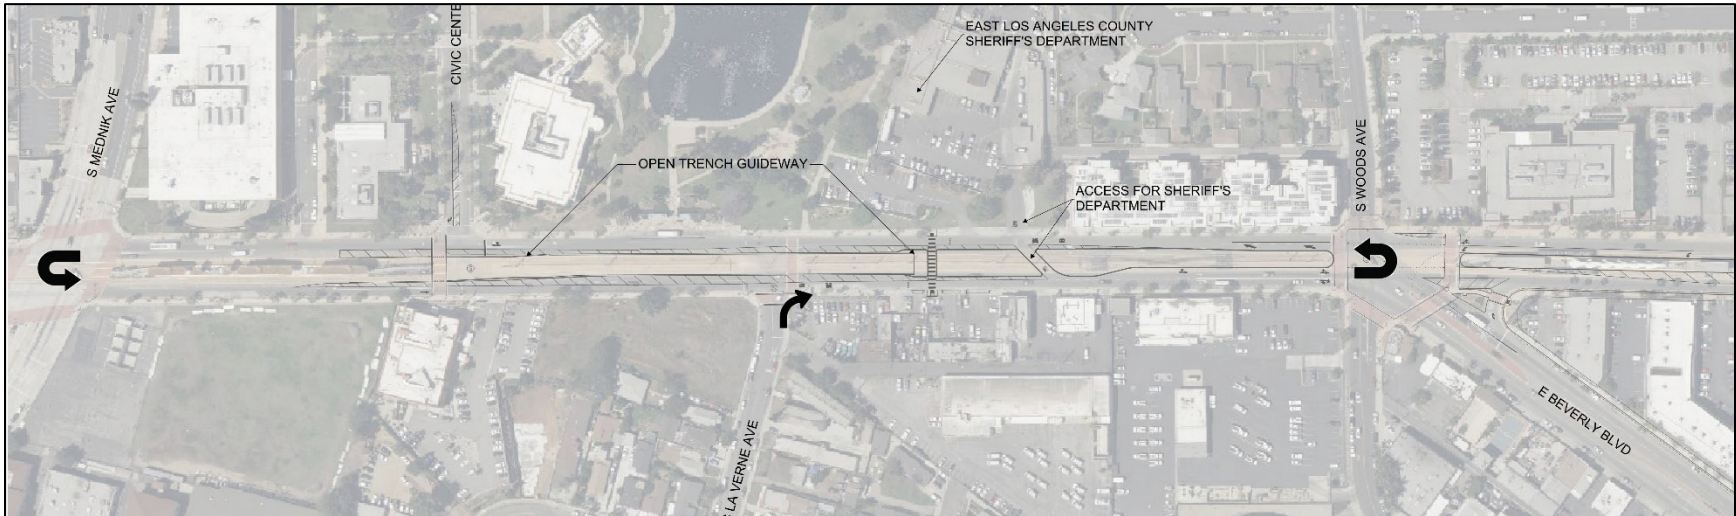 EAST LOS ANGELES COUNTY
SHERIFF'S DEPARTMENT
CIVIC CENTE
S MEDNIK AVE
OPEN TRENCH GUIDEWAY
ACCESS FOR SHERIFF'S
DEPARTMENT
S WOODS AVE
E BEVERLY BLVD
LA VERNE AVE